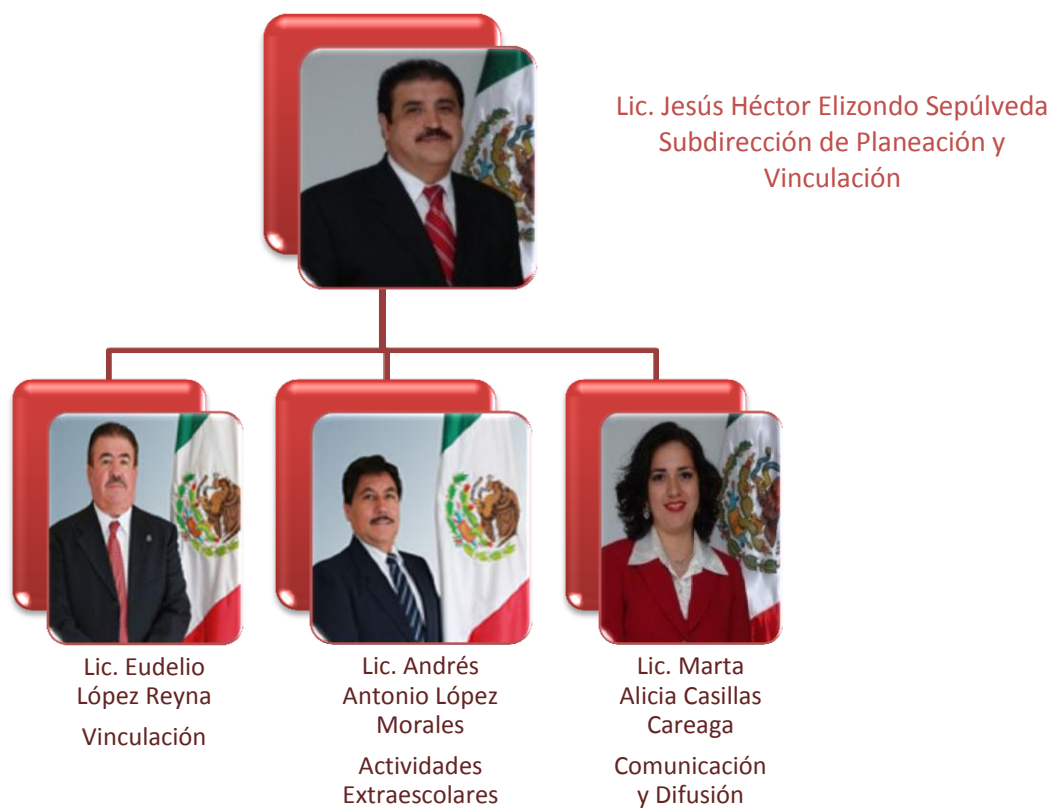 Lic. Jesús Héctor Elizondo Sepúlveda
Subdirección de Planeación y
Vinculación
Lic. Eudelio
López Reyna
Vinculación
Lic. Andrés
Antonio López
Morales
Actividades
Extraescolares
Lic. Marta
Alicia Casillas
Careaga
Comunicación
y Difusión